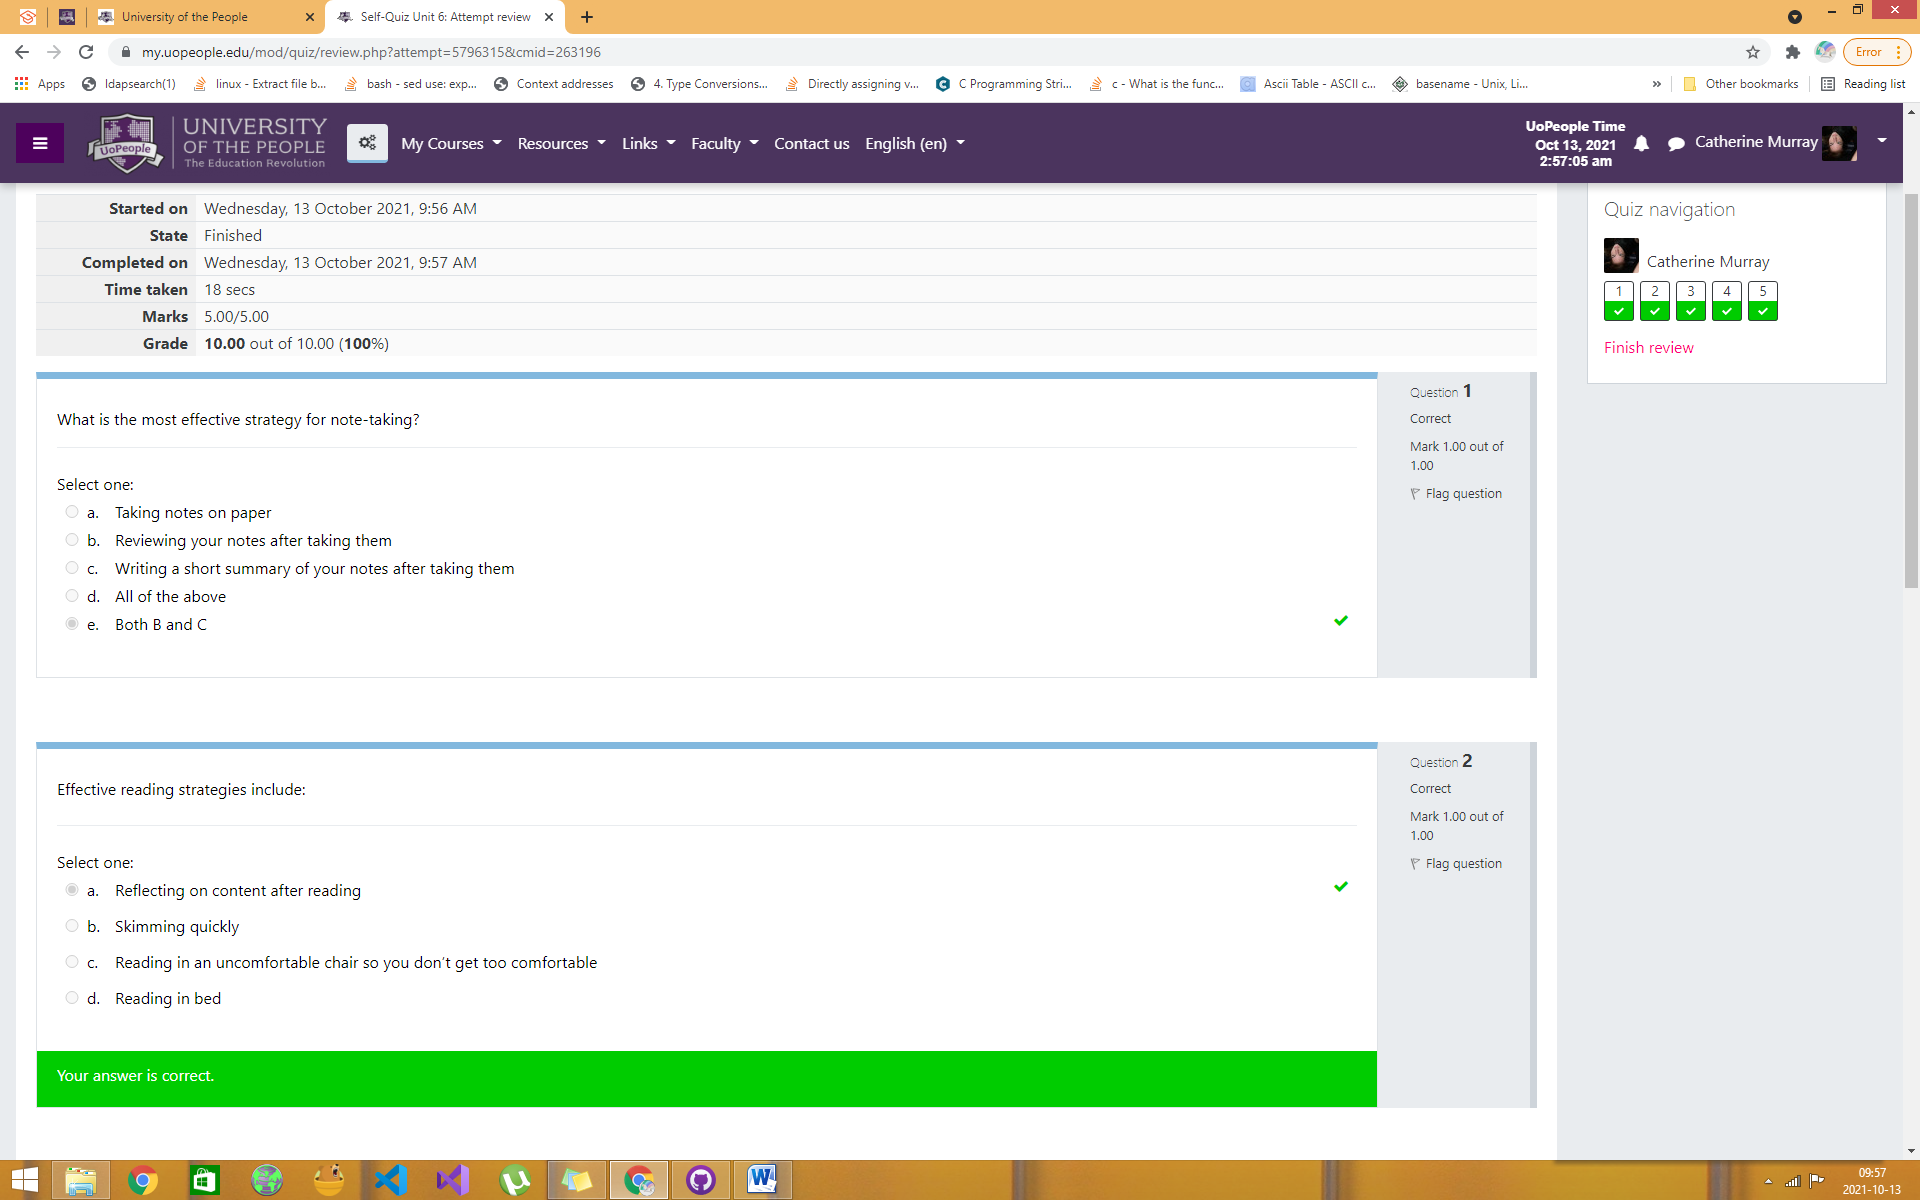 University of the People
Self-Quiz Unit 6: Attempt review
my.uopeople.edu/mod/quiz/review.php?attempt=5796315&cmid=263196
Error
Apps
ldapsearch(1)
linux - Extract file b...
bash - sed use: exp...
Context addresses
4. Type Conversions...
Directly assigning v...
C Programming Stri...
c - What is the func...
Ascii Table - ASCII c...
basename - Unix, Li...
»
Other bookmarks
Reading list
UoPeople
UNIVERSITY
OF THE PEOPLE
The Education Revolution
My Courses
Resources
Links
Faculty
Contact us
English (en)
UoPeople Time
Oct 13, 2021
2:57:05 am
Catherine Murray
Started on Wednesday, 13 October 2021, 9:56 AM
State Finished
Completed on Wednesday, 13 October 2021, 9:57 AM
Time taken 18 secs
Marks 5.00/5.00
Grade 10.00 out of 10.00 (100%)
Quiz navigation
Catherine Murray
1 2 3 4 5
Finish review
What is the most effective strategy for note-taking?
Select one:
a. Taking notes on paper
b. Reviewing your notes after taking them
c. Writing a short summary of your notes after taking them
d. All of the above
e. Both B and C
Question 1
Correct
Mark 1.00 out of
1.00
Flag question
Effective reading strategies include:
Select one:
a. Reflecting on content after reading
b. Skimming quickly
c. Reading in an uncomfortable chair so you don't get too comfortable
d. Reading in bed
Your answer is correct.
Question 2
Correct
Mark 1.00 out of
1.00
Flag question
09:57
2021-10-13